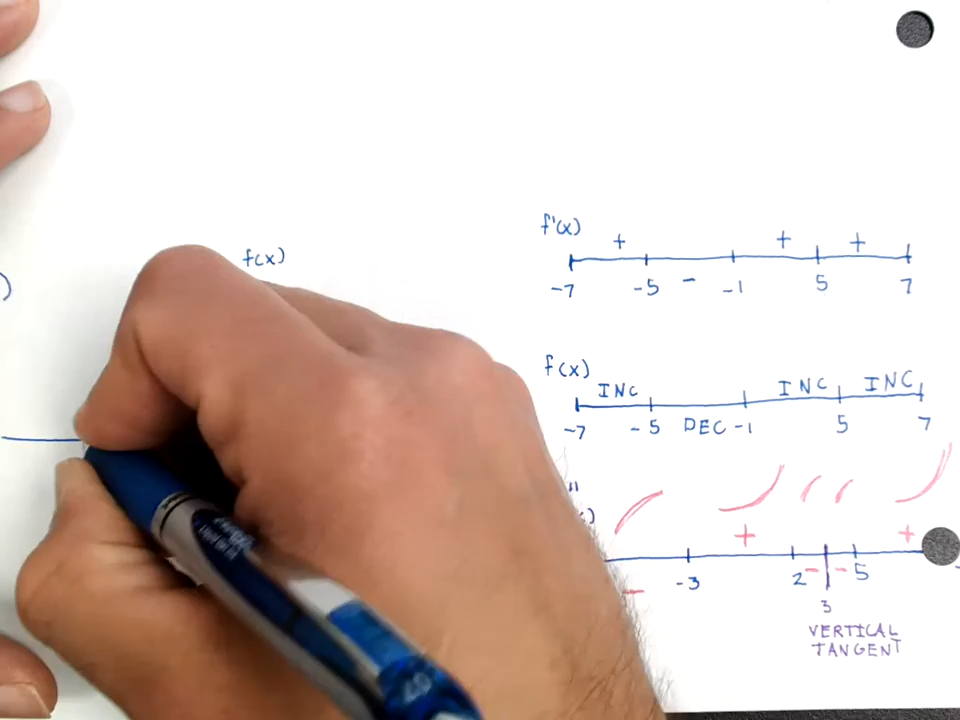 f(x)
f'(x)
+ + +
-7 -5 - -1 5 7
f(x)
INC INC INC
-7 -5 DEC -1 5 7
"
+ +
- -3 2 - - 5
3
VERTICAL
TANGENT